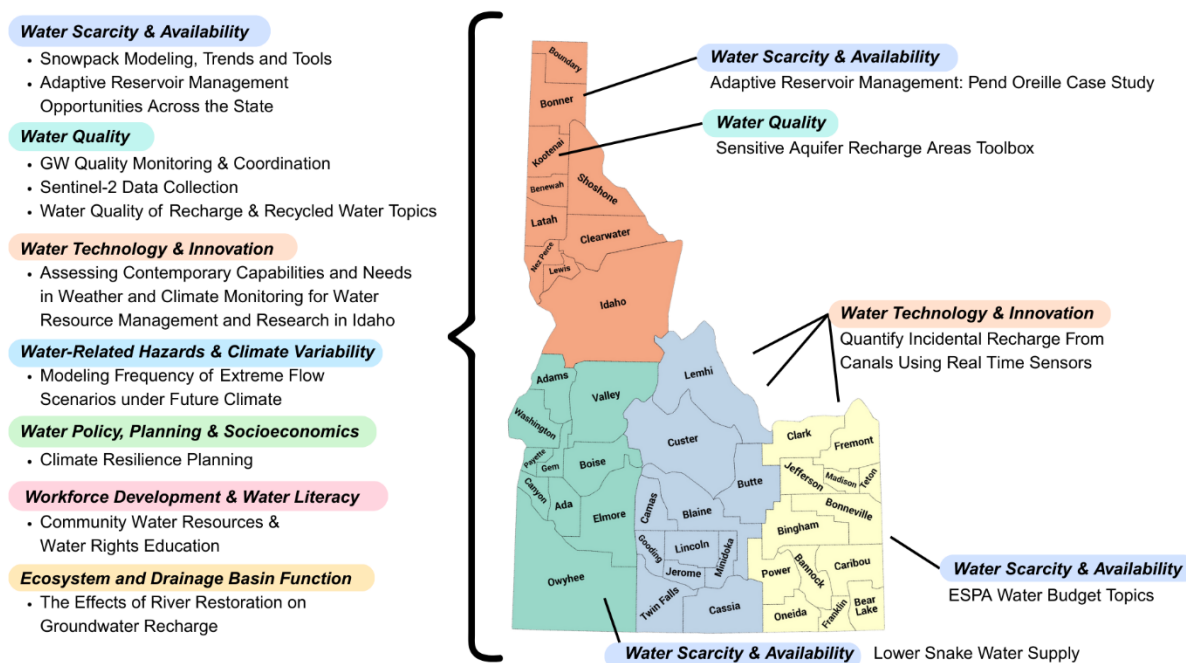 Water Scarcity & Availability
• Snowpack Modeling, Trends and Tools
• Adaptive Reservoir Management
Opportunities Across the State
Water Quality
• GW Quality Monitoring & Coordination
• Sentinel-2 Data Collection
• Water Quality of Recharge & Recycled Water Topics
Water Technology & Innovation
• Assessing Contemporary Capabilities and Needs
in Weather and Climate Monitoring for Water
Resource Management and Research in Idaho
Water-Related Hazards & Climate Variability
• Modeling Frequency of Extreme Flow
Scenarios under Future Climate
Water Policy, Planning & Socioeconomics
• Climate Resilience Planning
Workforce Development & Water Literacy
• Community Water Resources &
Water Rights Education
Ecosystem and Drainage Basin Function
• The Effects of River Restoration on
Groundwater Recharge
Boundary
Bonner
Kootenai
Benewah
Shoshone
Latah
Clearwater
Nez Perce
Lewis
Idaho
Adams
Valley
Washington
Payette
Gem
Boise
Canyon
Ada
Elmore
Owyhee
Lemhi
Custer
Butte
Camas
Blaine
Gooding
Lincoln
Minidoka
Jerome
Twin Falls
Cassia
Clark
Fremont
Jefferson
Madison
Teton
Bonneville
Bingham
Power
Bannock
Caribou
Oneida
Franklin
Bear
Lake
Water Scarcity & Availability
Adaptive Reservoir Management: Pend Oreille Case Study
Water Quality
Sensitive Aquifer Recharge Areas Toolbox
Water Technology & Innovation
Quantify Incidental Recharge From
Canals Using Real Time Sensors
Water Scarcity & Availability
ESPA Water Budget Topics
Water Scarcity & Availability Lower Snake Water Supply